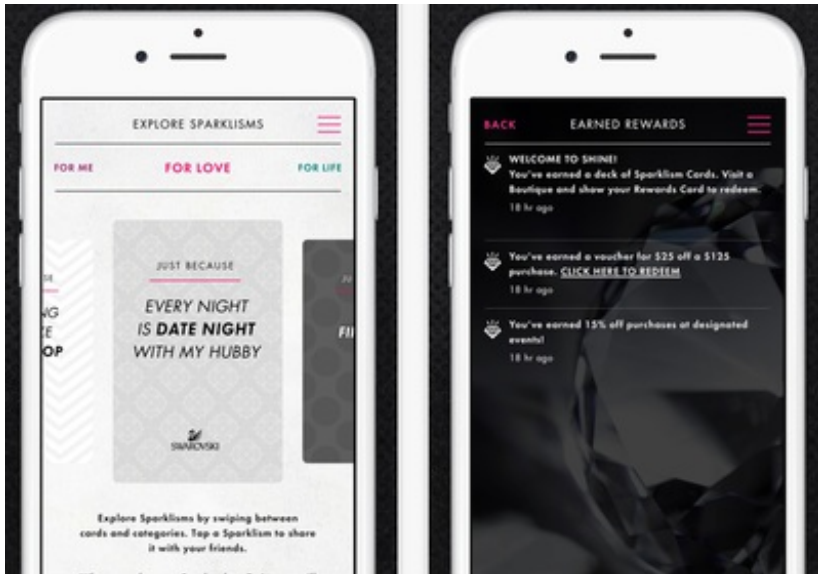 EXPLORE SPARKLISMS
FOR ME
FOR LOVE
FOR LIFE
JUST BECAUSE
EVERY NIGHT
IS DATE NIGHT
WITH MY HUBBY
SWAROVSKI
OP
FI
Explore Sparklisms by swiping between
cards and categories. Tap a Sparklism to share
it with your friends.
BACK
EARNED REWARDS
WELCOME TO SHINE!
You've earned a deck of Sparklism Cards. Visit a
Boutique and show your Rewards Card to redeem.
18 hr ago
You've earned a voucher for $25 off a $125
purchase. CLICK HERE TO REDEEM
18 hr ago
You've earned 15% off purchases at designated
events!
18 hr ago